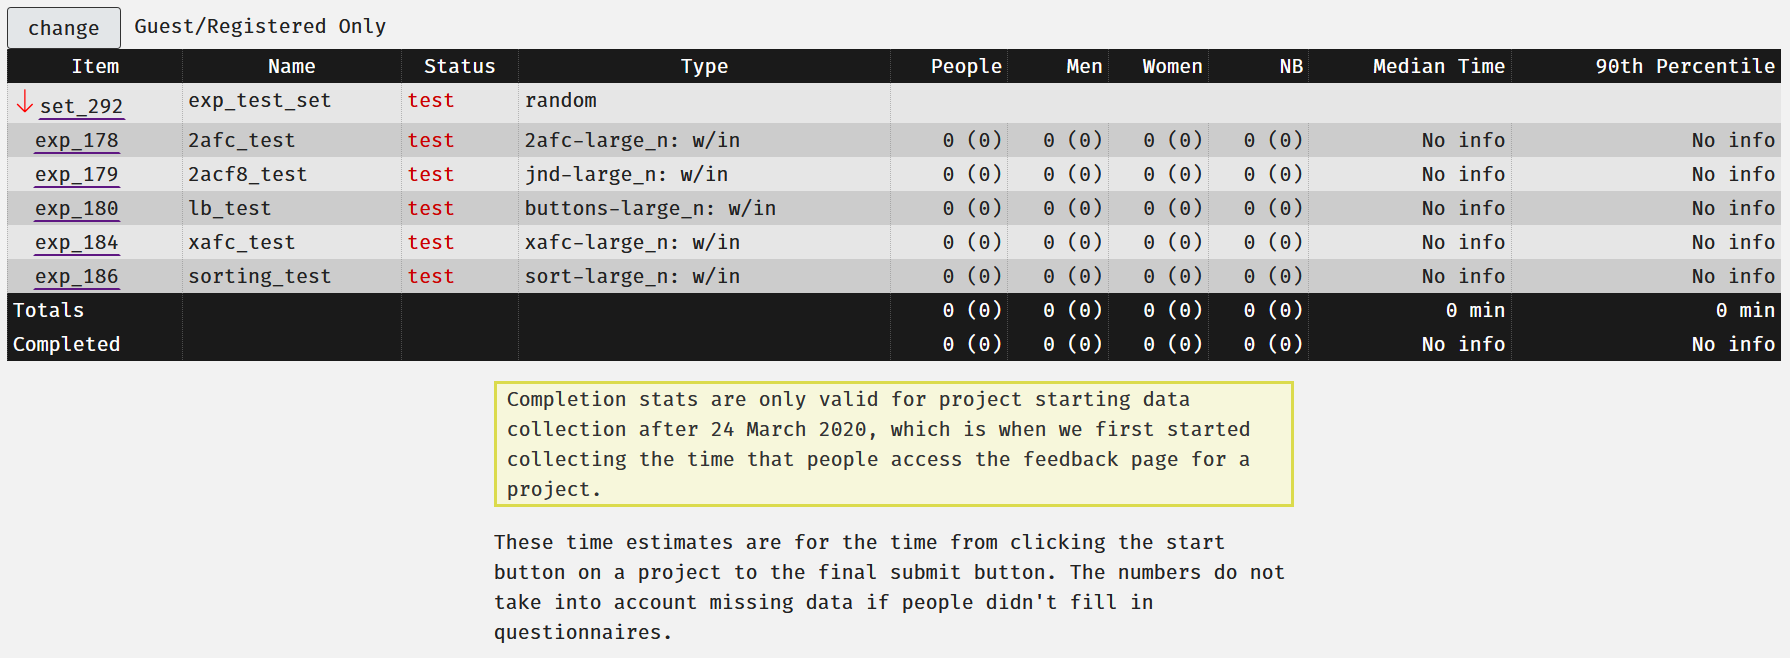 change Guest/Registered Only
Item Name Status Type People Men Women NB Median Time 90th Percentile
↓ set_292 exp_test_set test random
exp_178 2afc_test test 2afc-large_n: w/in 0 (0) 0 (0) 0 (0) 0 (0) No info No info
exp_179 2acf8_test test jnd-large_n: w/in 0 (0) 0 (0) 0 (0) 0 (0) No info No info
exp_180 lb_test test buttons-large_n: w/in 0 (0) 0 (0) 0 (0) 0 (0) No info No info
exp_184 xafc_test test xafc-large_n: w/in 0 (0) 0 (0) 0 (0) 0 (0) No info No info
exp_186 sorting_test test sort-large_n: w/in 0 (0) 0 (0) 0 (0) 0 (0) No info No info
Totals 0 (0) 0 (0) 0 (0) 0 (0) 0 min 0 min
Completed 0 (0) 0 (0) 0 (0) 0 (0) No info No info
Completion stats are only valid for project starting data
collection after 24 March 2020, which is when we first started
collecting the time that people access the feedback page for a
project.
These time estimates are for the time from clicking the start
button on a project to the final submit button. The numbers do not
take into account missing data if people didn't fill in
questionnaires.